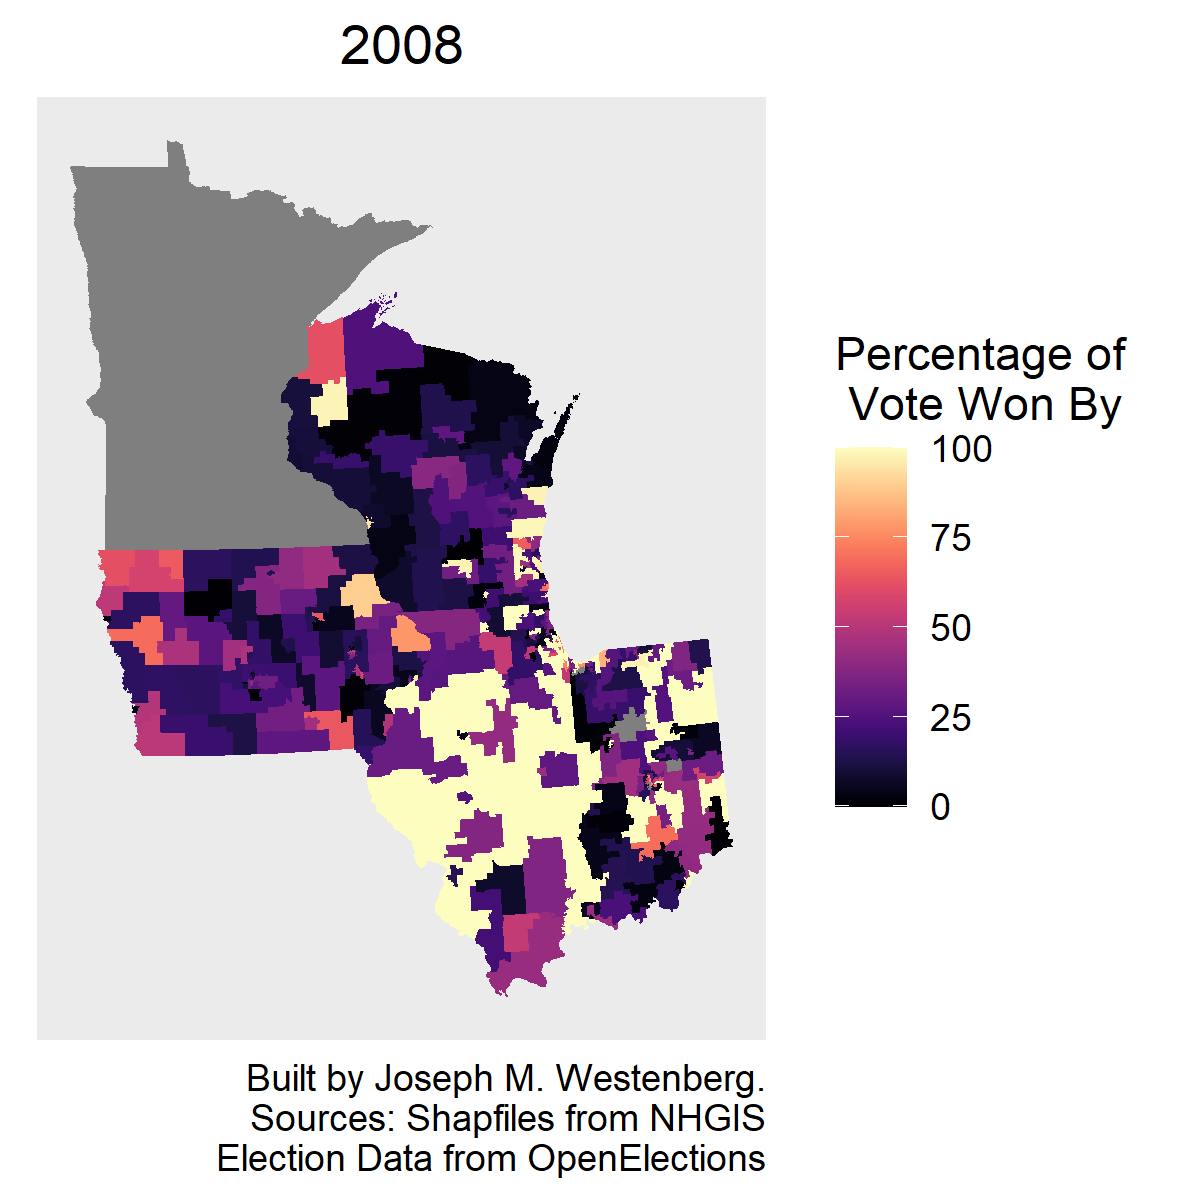 2008
Percentage of
Vote Won By
100
75
50
25
0
Built by Joseph M. Westenberg.
Sources: Shapfiles from NHGIS
Election Data from OpenElections